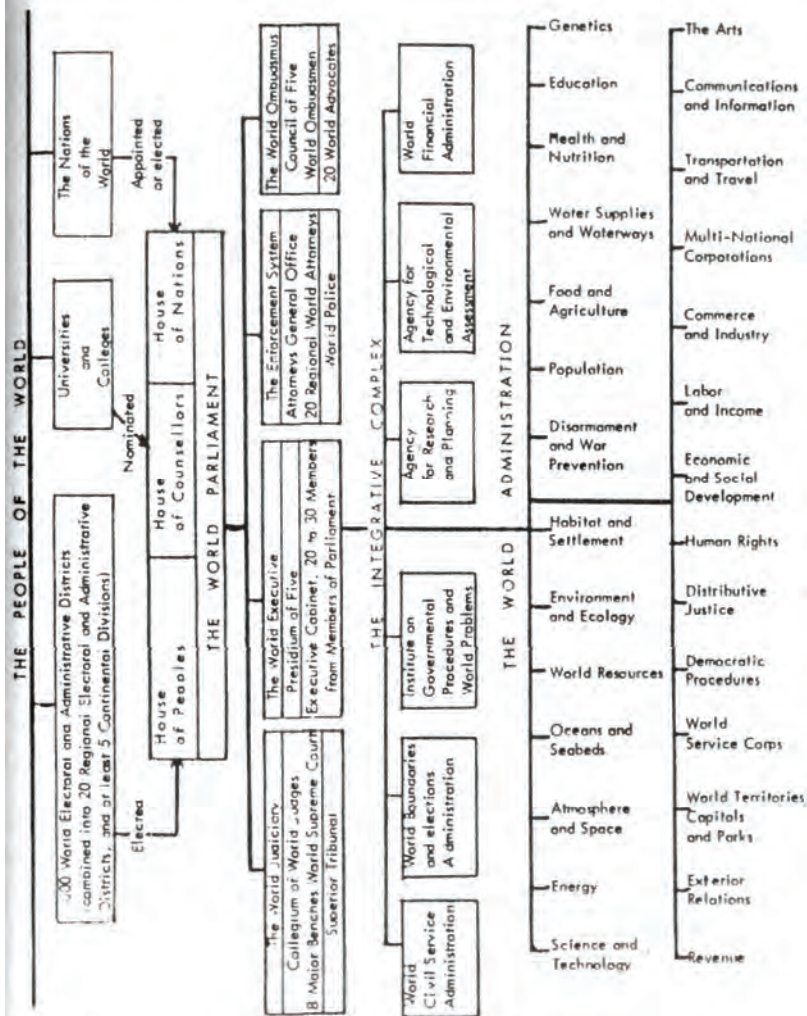 THE PEOPLE OF THE WORLD
World Electoral and Administrative Districts
(combined into 20 Regional Electoral and Administrative
Districts, and at least 5 Continental Divisions)
Universities
and
Colleges
The Nations
of the
World
Elected
Nominated
Appointed
or elected
House
of Peoples
House
of Counsellors
House
of Nations
THE WORLD PARLIAMENT
The World Judiciary
Collegium of World Judges
8 Major Benches World Supreme Court
Superior Tribunal
The World Executive
Presidium of Five
Executive Cabinet, 20 to 30 Members
from Members of Parliament
The Enforcement System
Attorneys General Office
20 Regional World Attorneys
World Police
The World Ombudsmus
Council of Five
World Ombudsmen
20 World Advocates
THE INTEGRATIVE COMPLEX
World
Civil Service
Administration
World Boundaries
and elections
Administration
Institute on
Governmental
Procedures and
World Problems
Agency
for Research
and Planning
Agency for
Technological
and Environmental
Assessment
World
Financial
Administration
THE WORLD ADMINISTRATION
Genetics
Education
Health and
Nutrition
Water Supplies
and Waterways
Food and
Agriculture
Population
Disarmament
and War
Prevention
Habitat and
Settlement
Environment
and Ecology
World Resources
Oceans and
Seabeds
Atmosphere
and Space
Energy
Science and
Technology
The Arts
Communications
and Information
Transportation
and Travel
Multi-National
Corporations
Commerce
and Industry
Labor
and Income
Economic
and Social
Development
Human Rights
Distributive
Justice
Democratic
Procedures
World
Service Corps
World Territories
Capitals
and Parks
Exterior
Relations
Revenue